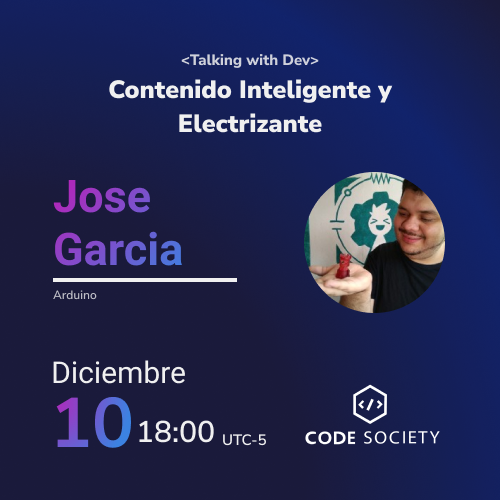 <Talking with Dev>
Contenido Inteligente y
Electrizante
Jose
Garcia
Arduino
Diciembre
10 18:00 UTC-5
CODE SOCIETY